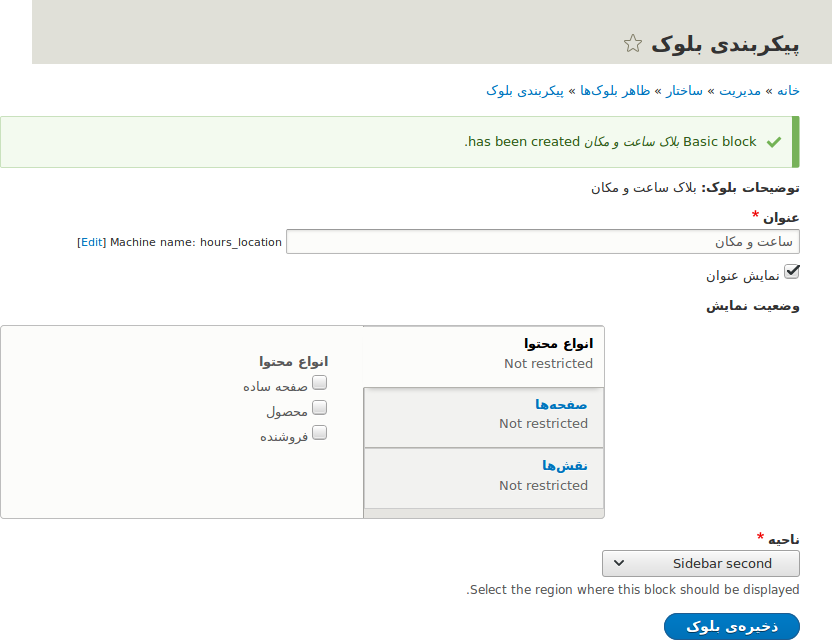 پیکربندی بلوک
خانه » مدیریت » ساختار » ظاهر بلوک‌ها » پیکربندی بلوک
Basic block بلاک ساعت و مکان has been created.
توضیحات بلوک: بلاک ساعت و مکان
عنوان *
ساعت و مکان Machine name: hours_location [Edit]
نمایش عنوان
وضعیت نمایش
انواع محتوا
Not restricted
صفحه‌ها
Not restricted
نقش‌ها
Not restricted
انواع محتوا
صفحه ساده
محصول
فروشنده
ناحیه *
Sidebar second
Select the region where this block should be displayed.
ذخیره‌ی بلوک